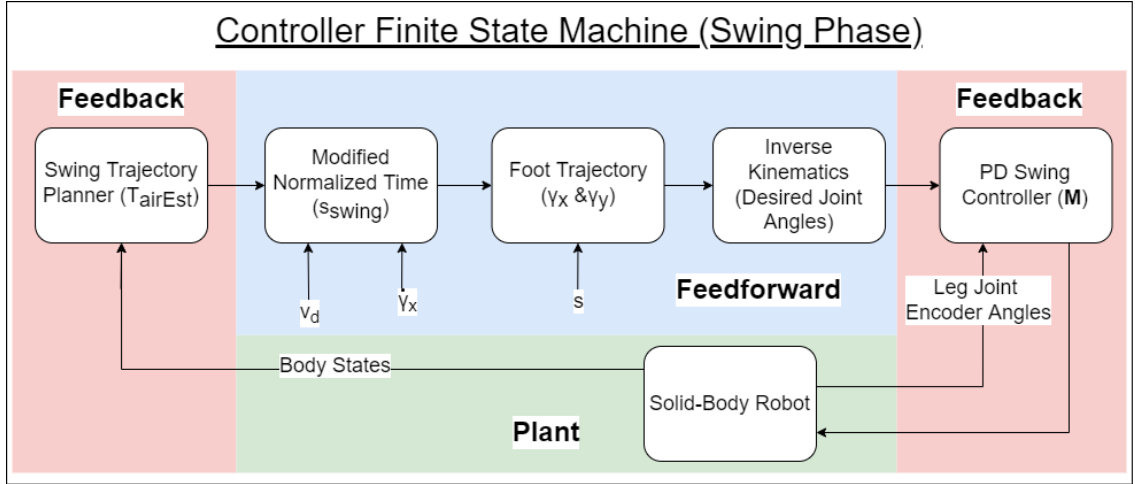 Controller Finite State Machine (Swing Phase)
Feedback
Feedback
Swing Trajectory
Planner (TairEst)
Modified
Normalized Time
(sswing)
Foot Trajectory
(γx &γy)
Inverse
Kinematics
(Desired Joint
Angles)
PD Swing
Controller (M)
vd
γ̇x
s
Feedforward
Leg Joint
Encoder Angles
Body States
Solid-Body Robot
Plant